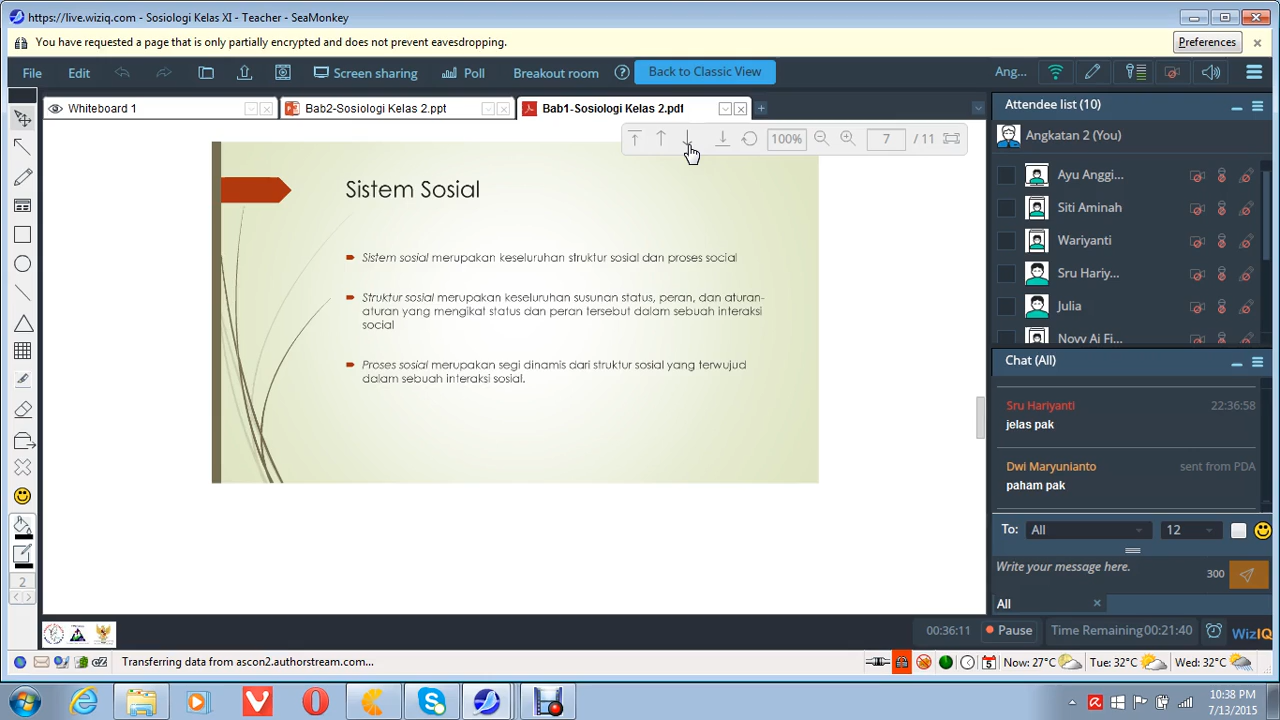 https://live.wiziq.com - Sosiologi Kelas XI - Teacher - SeaMonkey
You have requested a page that is only partially encrypted and does not prevent eavesdropping.
Preferences
File
Edit
Screen sharing
Poll
Breakout room
Back to Classic View
Ang...
Whiteboard 1
Bab2-Sosiologi Kelas 2.ppt
Bab1-Sosiologi Kelas 2.pdf
100%
7
/ 11
Sistem Sosial
Sistem sosial merupakan keseluruhan struktur sosial dan proses social
Struktur sosial merupakan keseluruhan susunan status, peran, dan aturan-
aturan yang mengikat status dan peran tersebut dalam sebuah interaksi
social
Proses sosial merupakan segi dinamis dari struktur sosial yang terwujud
dalam sebuah interaksi sosial.
2
Attendee list (10)
Angkatan 2 (You)
Ayu Anggi...
Siti Aminah
Wariyanti
Sru Hariy...
Julia
Novy Ai Fi...
Chat (All)
Sru Hariyanti 22:36:58
jelas pak
Dwi Maryunianto sent from PDA
paham pak
To: All 12
Write your message here.
300
All
00:36:11 Pause Time Remaining 00:21:40 WizIQ
Transferring data from ascon2.authorstream.com...
5
Now: 27°C
Tue: 32°C
Wed: 32°C
10:38 PM
7/13/2015